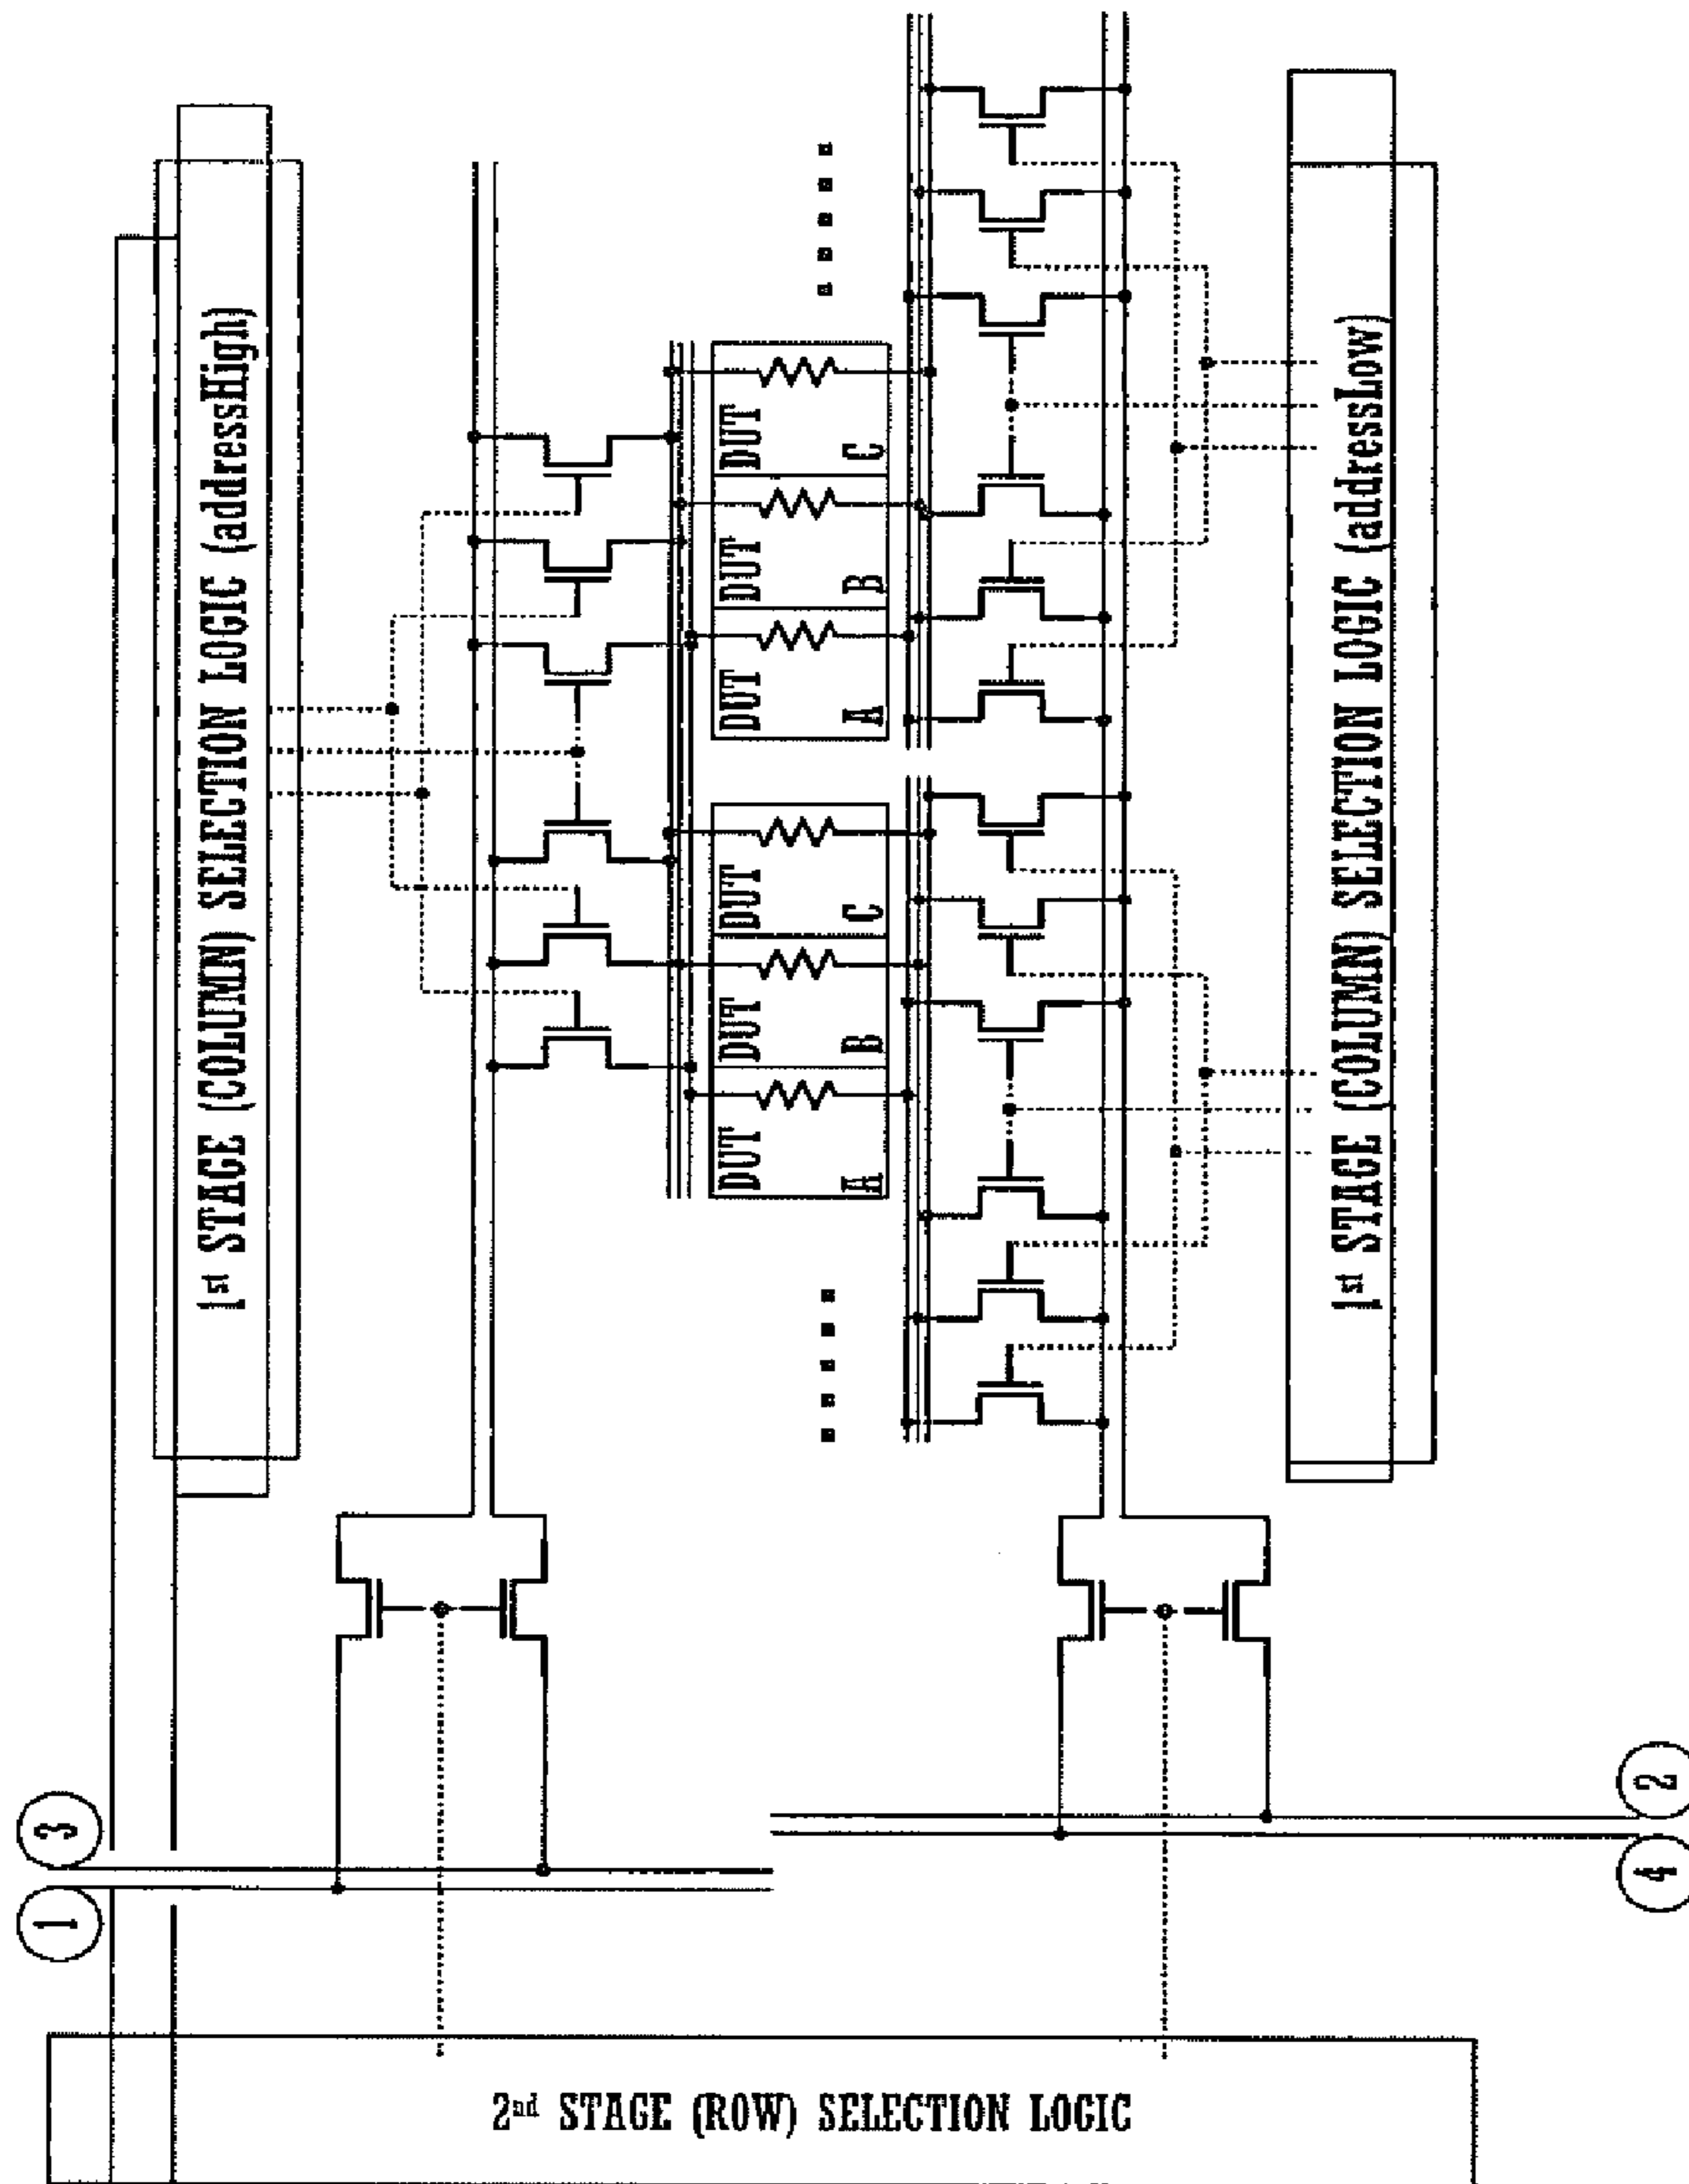 1st STAGE (COLUMN) SELECTION LOGIC (addressHigh)
DUT A
DUT B
DUT C
DUT A
DUT B
DUT C
1st STAGE (COLUMN) SELECTION LOGIC (addressLow)
1
3
4
2
2nd STAGE (ROW) SELECTION LOGIC